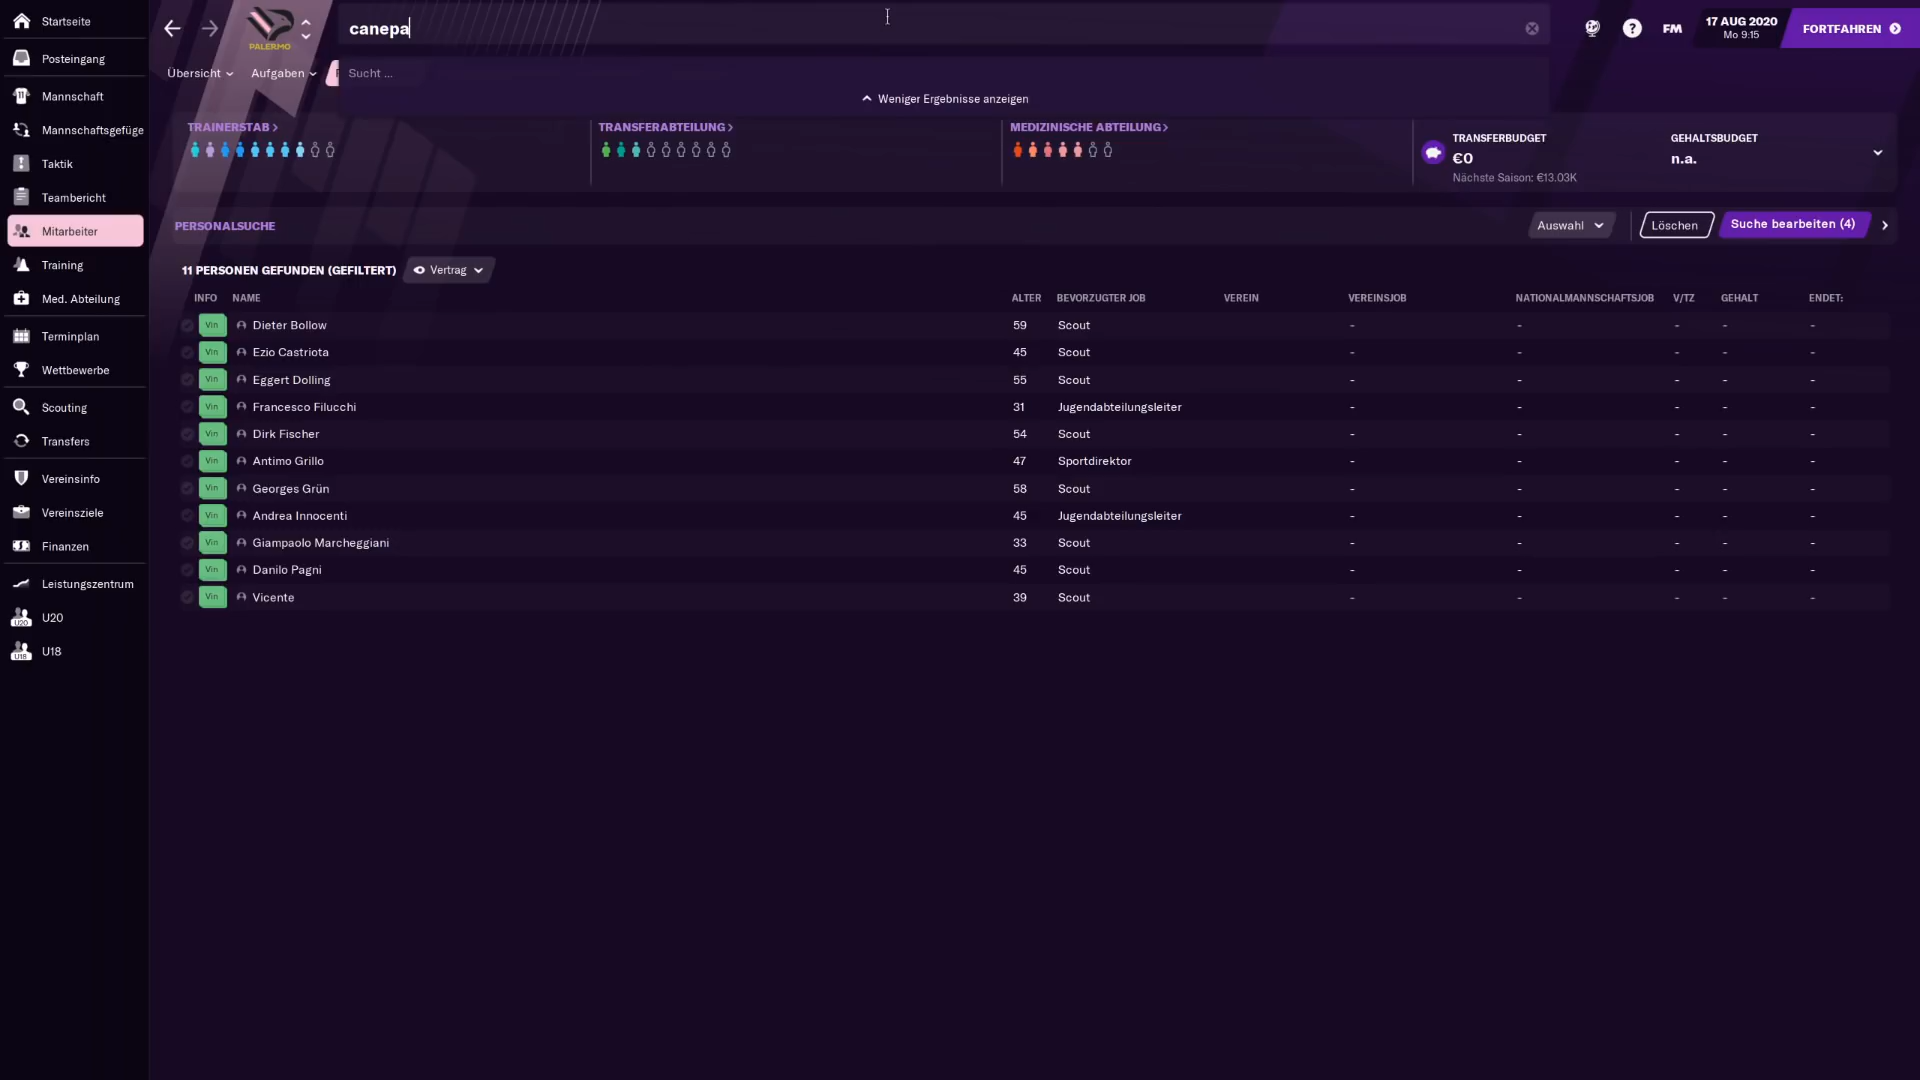 Startseite
Posteingang
Mannschaft
Mannschaftsgefüge
Taktik
Teambericht
Mitarbeiter
Training
Med. Abteilung
Terminplan
Wettbewerbe
Scouting
Transfers
Vereinsinfo
Vereinsziele
Finanzen
Leistungszentrum
U20
U18
PALERMO
canepa
FM
17 AUG 2020
Mo 9:15
FORTFAHREN
Übersicht
Aufgaben
Sucht ...
Weniger Ergebnisse anzeigen
TRAINERSTAB
TRANSFERABTEILUNG
MEDIZINISCHE ABTEILUNG
TRANSFERBUDGET
€0
Nächste Saison: €13.03K
GEHALTSBUDGET
n.a.
PERSONALSUCHE
Auswahl
Löschen
Suche bearbeiten (4)
11 PERSONEN GEFUNDEN (GEFILTERT)
Vertrag
INFO NAME ALTER BEVORZUGTER JOB VEREIN VEREINSJOB NATIONALMANNSCHAFTSJOB V/TZ GEHALT ENDET:
Vin Dieter Bollow 59 Scout - - - - -
Vin Ezio Castriota 45 Scout - - - - -
Vin Eggert Dolling 55 Scout - - - - -
Vin Francesco Filucchi 31 Jugendabteilungsleiter - - - - -
Vin Dirk Fischer 54 Scout - - - - -
Vin Antimo Grillo 47 Sportdirektor - - - - -
Vin Georges Grün 58 Scout - - - - -
Vin Andrea Innocenti 45 Jugendabteilungsleiter - - - - -
Vin Giampaolo Marcheggiani 33 Scout - - - - -
Vin Danilo Pagni 45 Scout - - - - -
Vin Vicente 39 Scout - - - - -